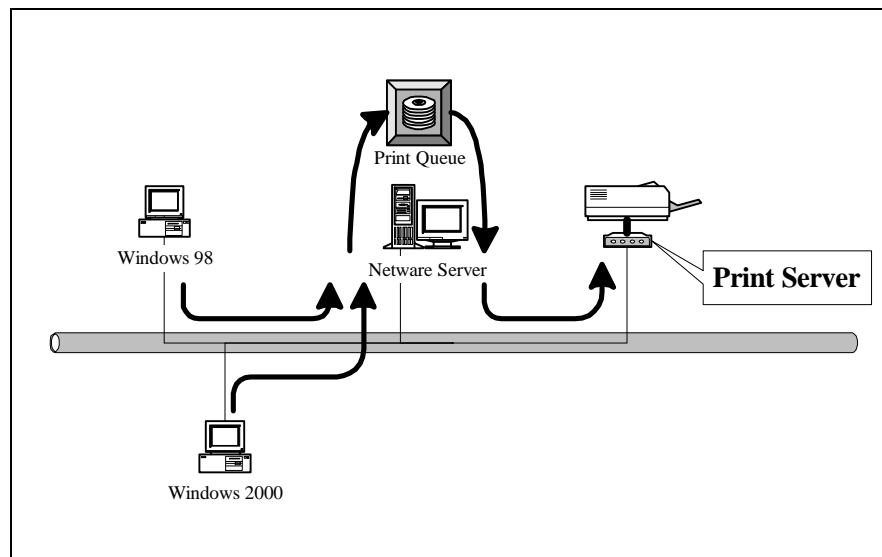 Print Queue
Windows 98
Netware Server
Print Server
Windows 2000